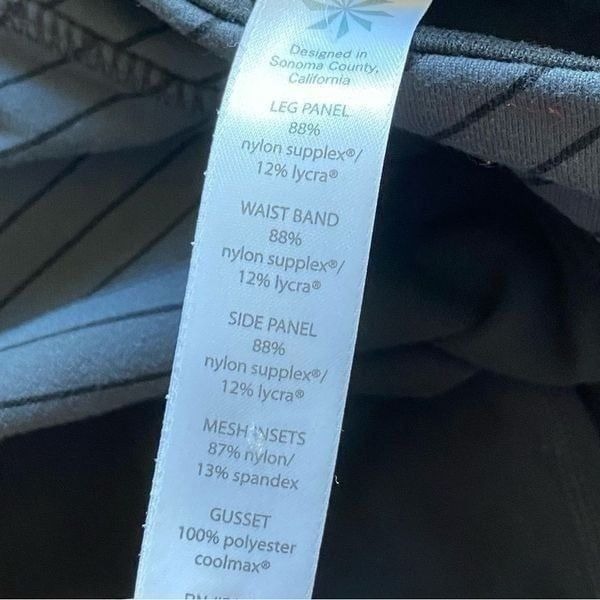 Designed in
Sonoma County,
California
LEG PANEL
88%
nylon supplex®/
12% lycra®
WAIST BAND
88%
nylon supplex®/
12% lycra®
SIDE PANEL
88%
nylon supplex®/
12% lycra®
MESH INSETS
87% nylon/
13% spandex
GUSSET
100% polyester
coolmax®